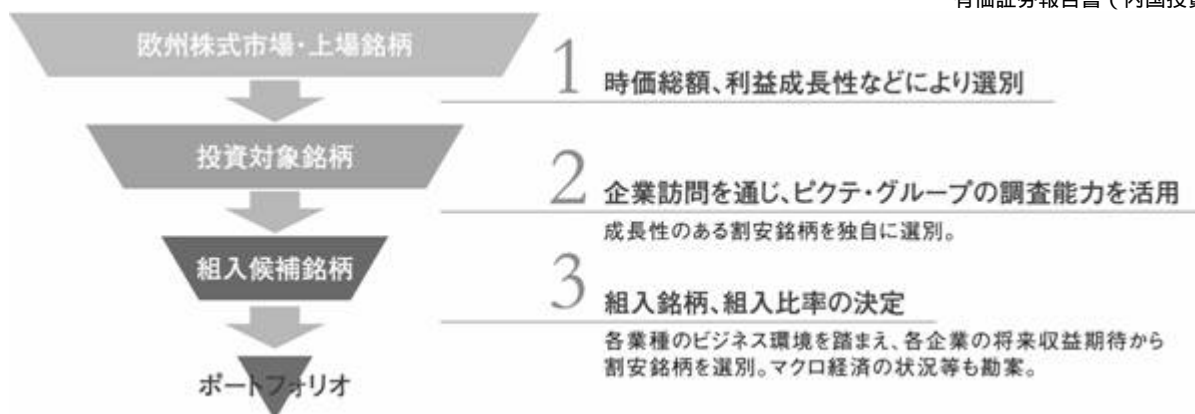 欧州株式市場・上場銘柄
1 時価総額、利益成長性などにより選別
投資対象銘柄
2 企業訪問を通じ、ピクテ・グループの調査能力を活用
成長性のある割安銘柄を独自に選別。
組入候補銘柄
3 組入銘柄、組入比率の決定
各業種のビジネス環境を踏まえ、各企業の将来収益期待から
割安銘柄を選別。マクロ経済の状況等も勘案。
ポートフォリオ